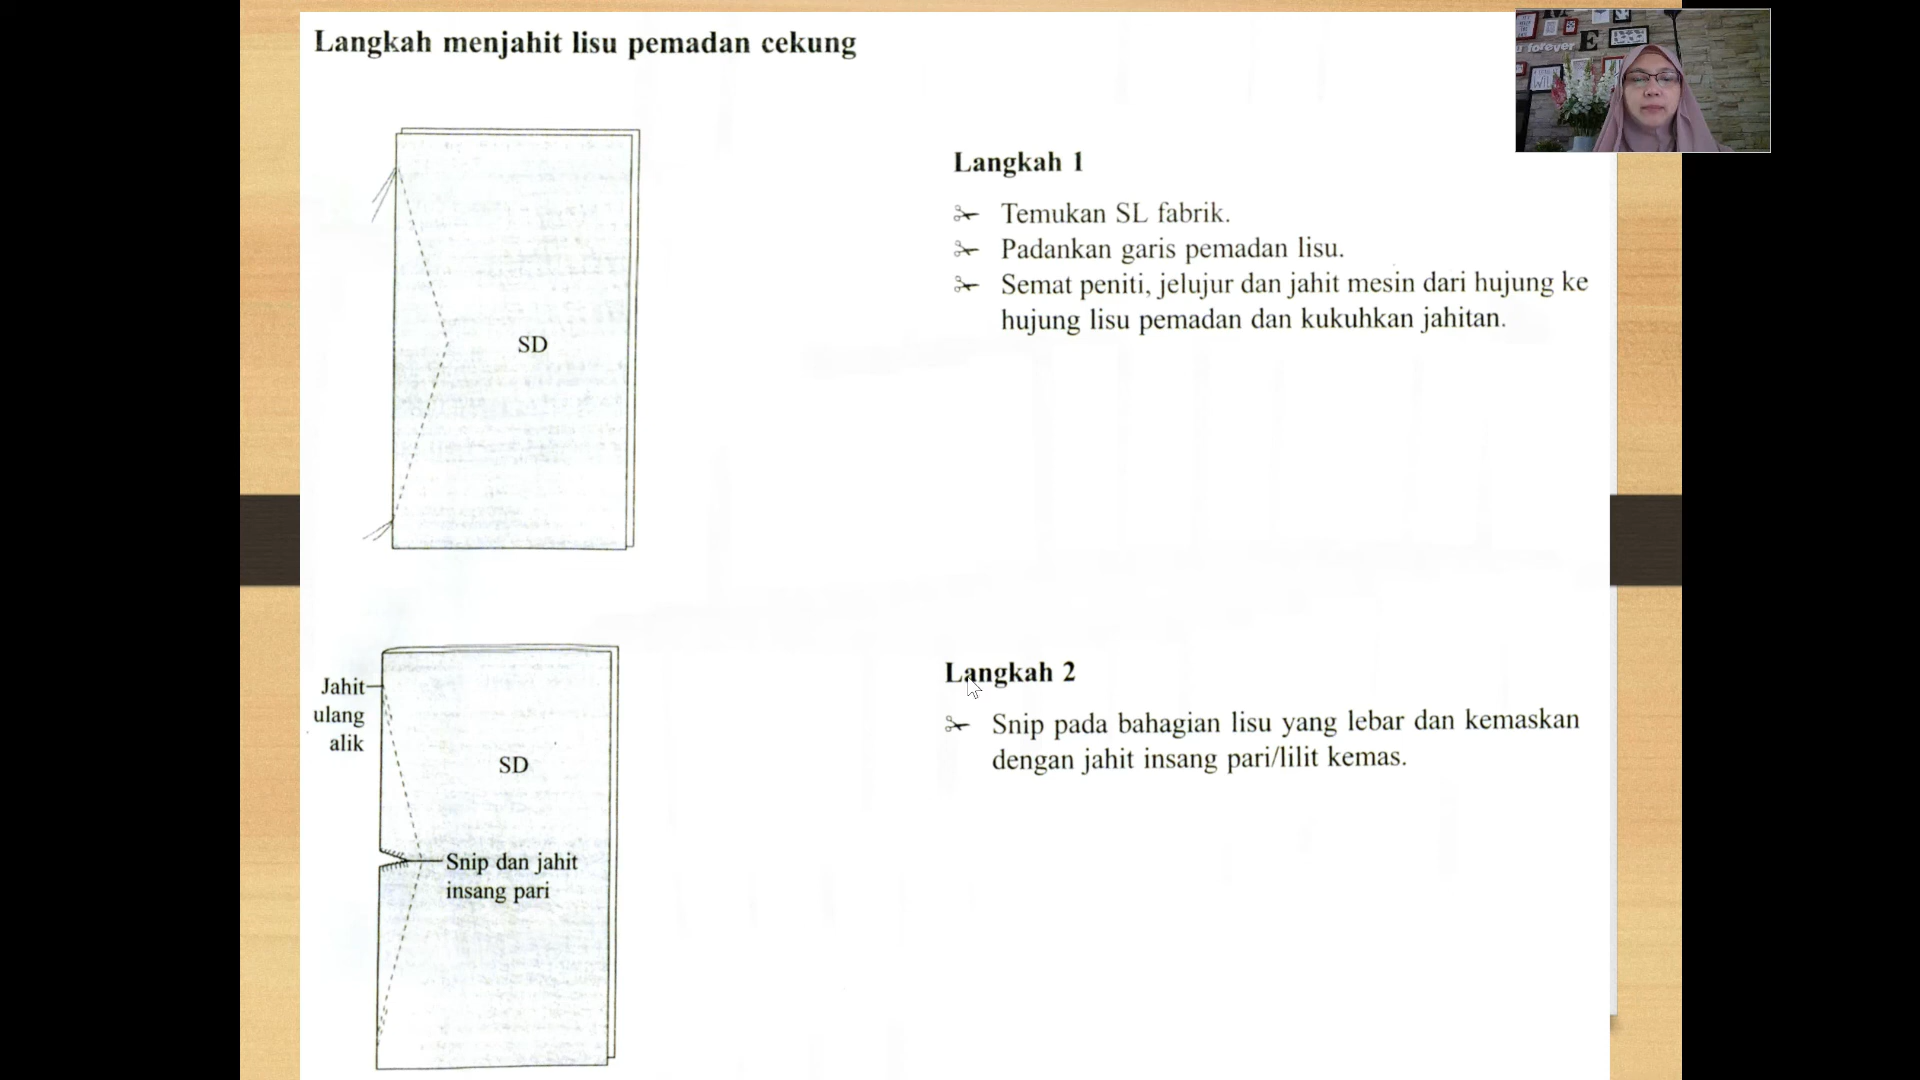 Langkah menjahit lisu pemadan cekung
SD
Langkah 1
Temukan SL fabrik.
Padankan garis pemadan lisu.
Semat peniti, jelujur dan jahit mesin dari hujung ke
hujung lisu pemadan dan kukuhkan jahitan.
Jahit
ulang
alik
SD
Snip dan jahit
insang pari
Langkah 2
Snip pada bahagian lisu yang lebar dan kemaskan
dengan jahit insang pari/lilit kemas.
forever
E